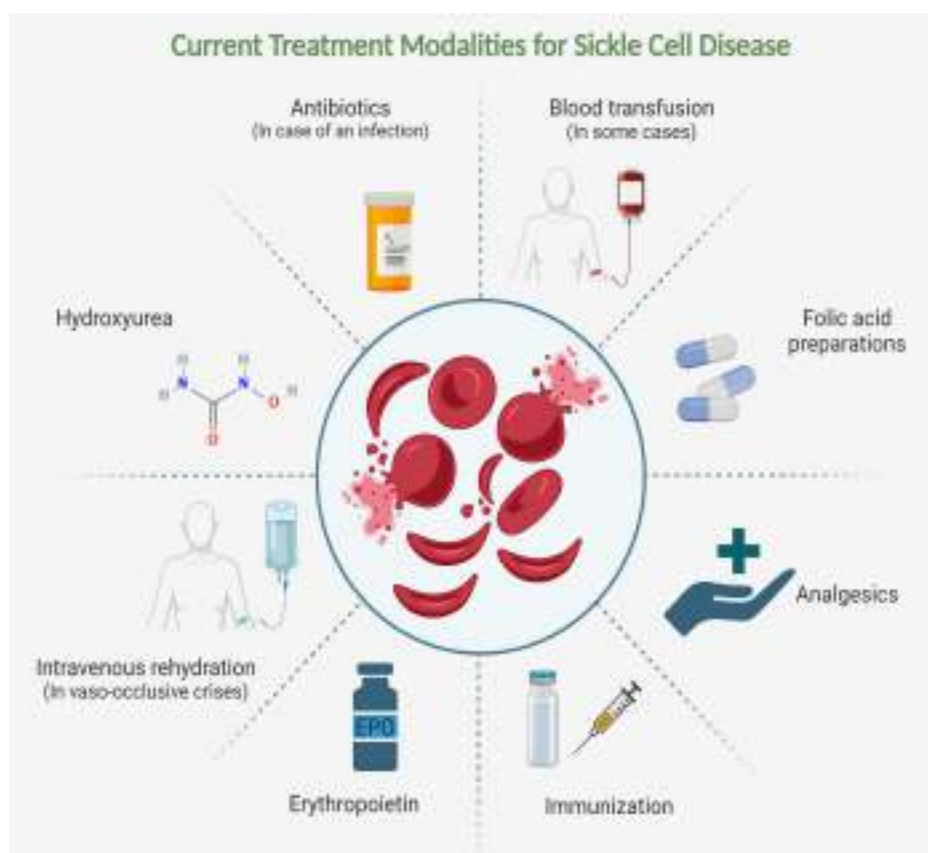 Current Treatment Modalities for Sickle Cell Disease
Antibiotics
(In case of an infection)
Blood transfusion
(In some cases)
Hydroxyurea
H
H
N
N
H
O
H
O
Folic acid
preparations
Analgesics
Intravenous rehydration
(In vaso-occlusive crises)
EPO
Erythropoietin
Immunization